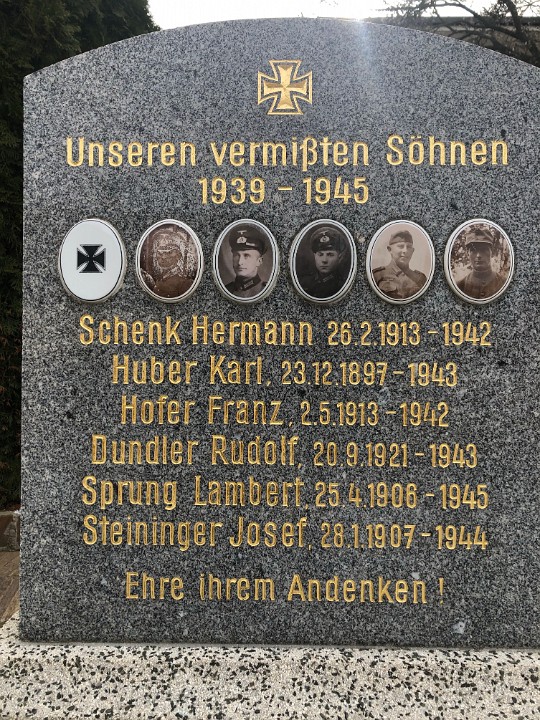 Unseren vermißten Söhnen
1939 - 1945
Schenk Hermann 26.2.1913 - 1942
Huber Karl, 23.12.1897 - 1943
Hofer Franz, 2.5.1913 - 1942
Dundler Rudolf, 20.9.1921 - 1943
Sprung Lambert, 25.4.1906 - 1945
Steininger Josef, 28.1.1907 - 1944
Ehre ihrem Andenken !